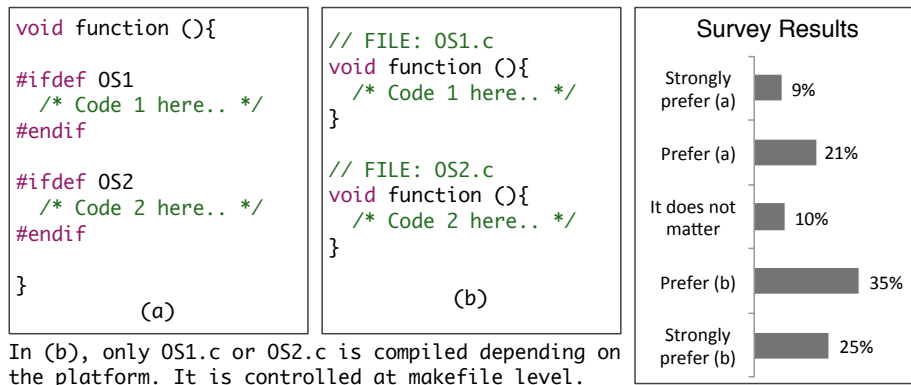 void function (){
#ifdef OS1
/* Code 1 here.. */
#endif
#ifdef OS2
/* Code 2 here.. */
#endif
}
(a)
// FILE: OS1.c
void function (){
/* Code 1 here.. */
}
// FILE: OS2.c
void function (){
/* Code 2 here.. */
}
(b)
In (b), only OS1.c or OS2.c is compiled depending on
the platform. It is controlled at makefile level.
Survey Results
Strongly
prefer (a)
9%
Prefer (a)
21%
It does not
matter
10%
Prefer (b)
35%
Strongly
prefer (b)
25%